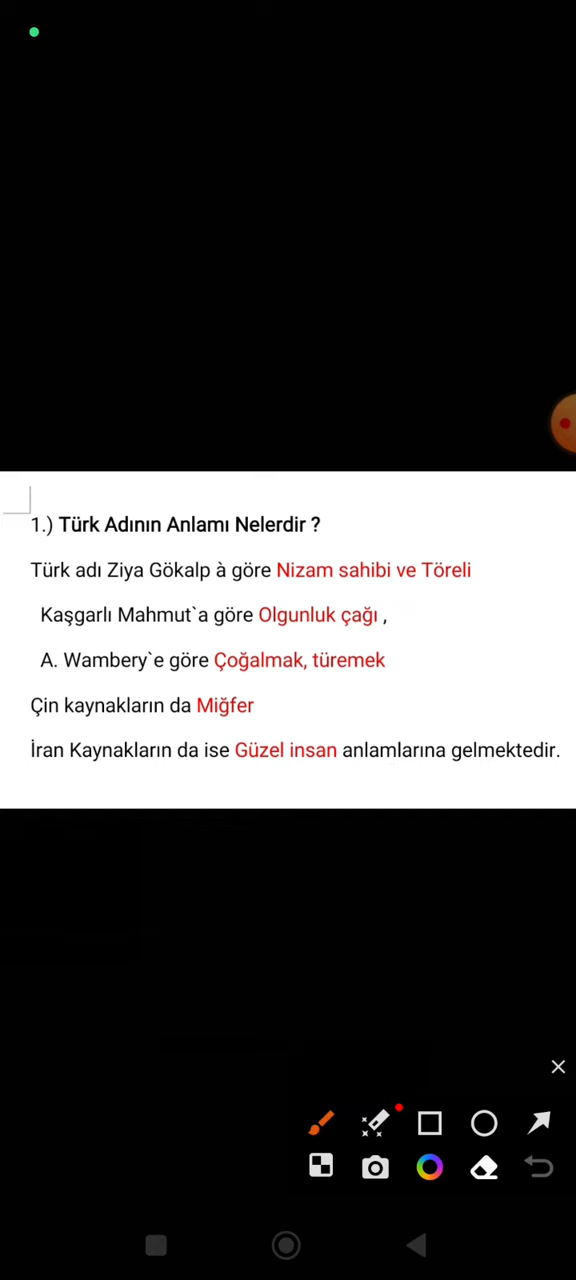 1.) Türk Adının Anlamı Nelerdir ?
Türk adı Ziya Gökalp à göre Nizam sahibi ve Töreli
Kaşgarlı Mahmut`a göre Olgunluk çağı ,
A. Wambery`e göre Çoğalmak, türemek
Çin kaynakların da Miğfer
İran Kaynakların da ise Güzel insan anlamlarına gelmektedir.